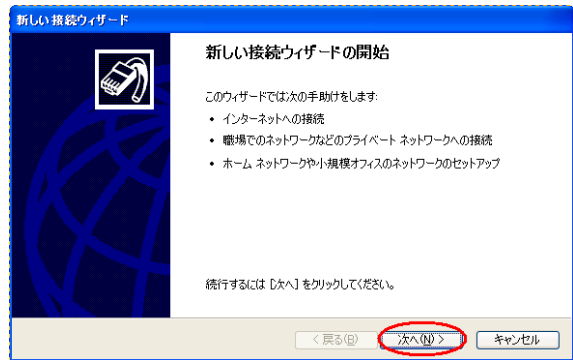 新しい接続ウィザード
新しい接続ウィザードの開始
このウィザードでは次の手助けをします:
• インターネットへの接続
• 職場でのネットワークなどのプライベート ネットワークへの接続
• ホーム ネットワークや小規模オフィスのネットワークのセットアップ
続行するには [次へ] をクリックしてください。
< 戻る(B) 次へ(N) > キャンセル